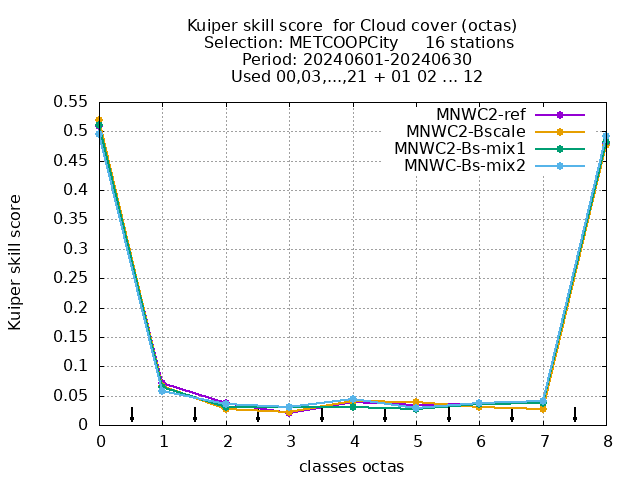 Kuiper skill score  for Cloud cover (octas)
Selection: METCOOPCity     16 stations
Period: 20240601-20240630
Used 00,03,...,21 + 01 02 ... 12
MNWC2-ref
MNWC2-Bscale
MNWC2-Bs-mix1
MNWC-Bs-mix2
Kuiper skill score
0.55
0.5
0.45
0.4
0.35
0.3
0.25
0.2
0.15
0.1
0.05
0
0 1 2 3 4 5 6 7 8
classes octas